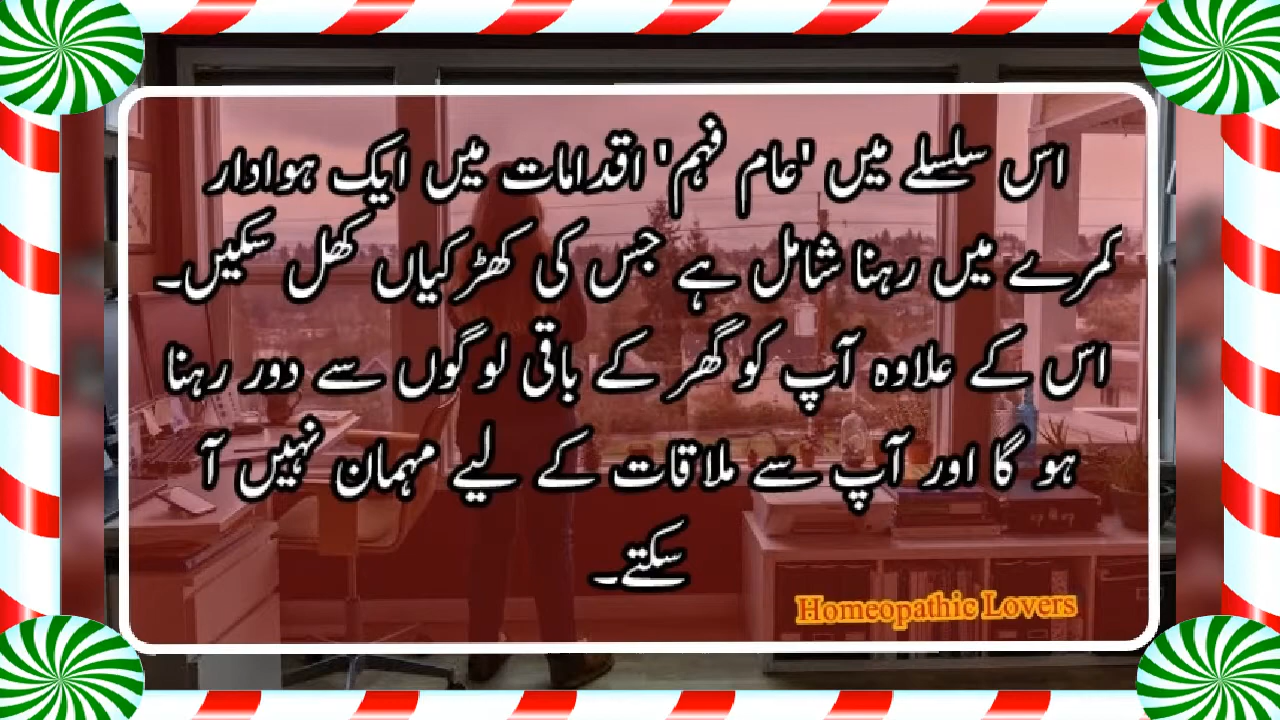 اس سلسلے میں 'عام فہم' اقدامات میں ایک ہوادار
کمرے میں رہنا شامل ہے جس کی کھڑکیاں کھل سکیں۔
اس کے علاوہ آپ کو گھر کے باقی لوگوں سے دور رہنا
ہو گا اور آپ سے ملاقات کے لیے مہمان نہیں آ
سکتے۔
Homeopathic Lovers